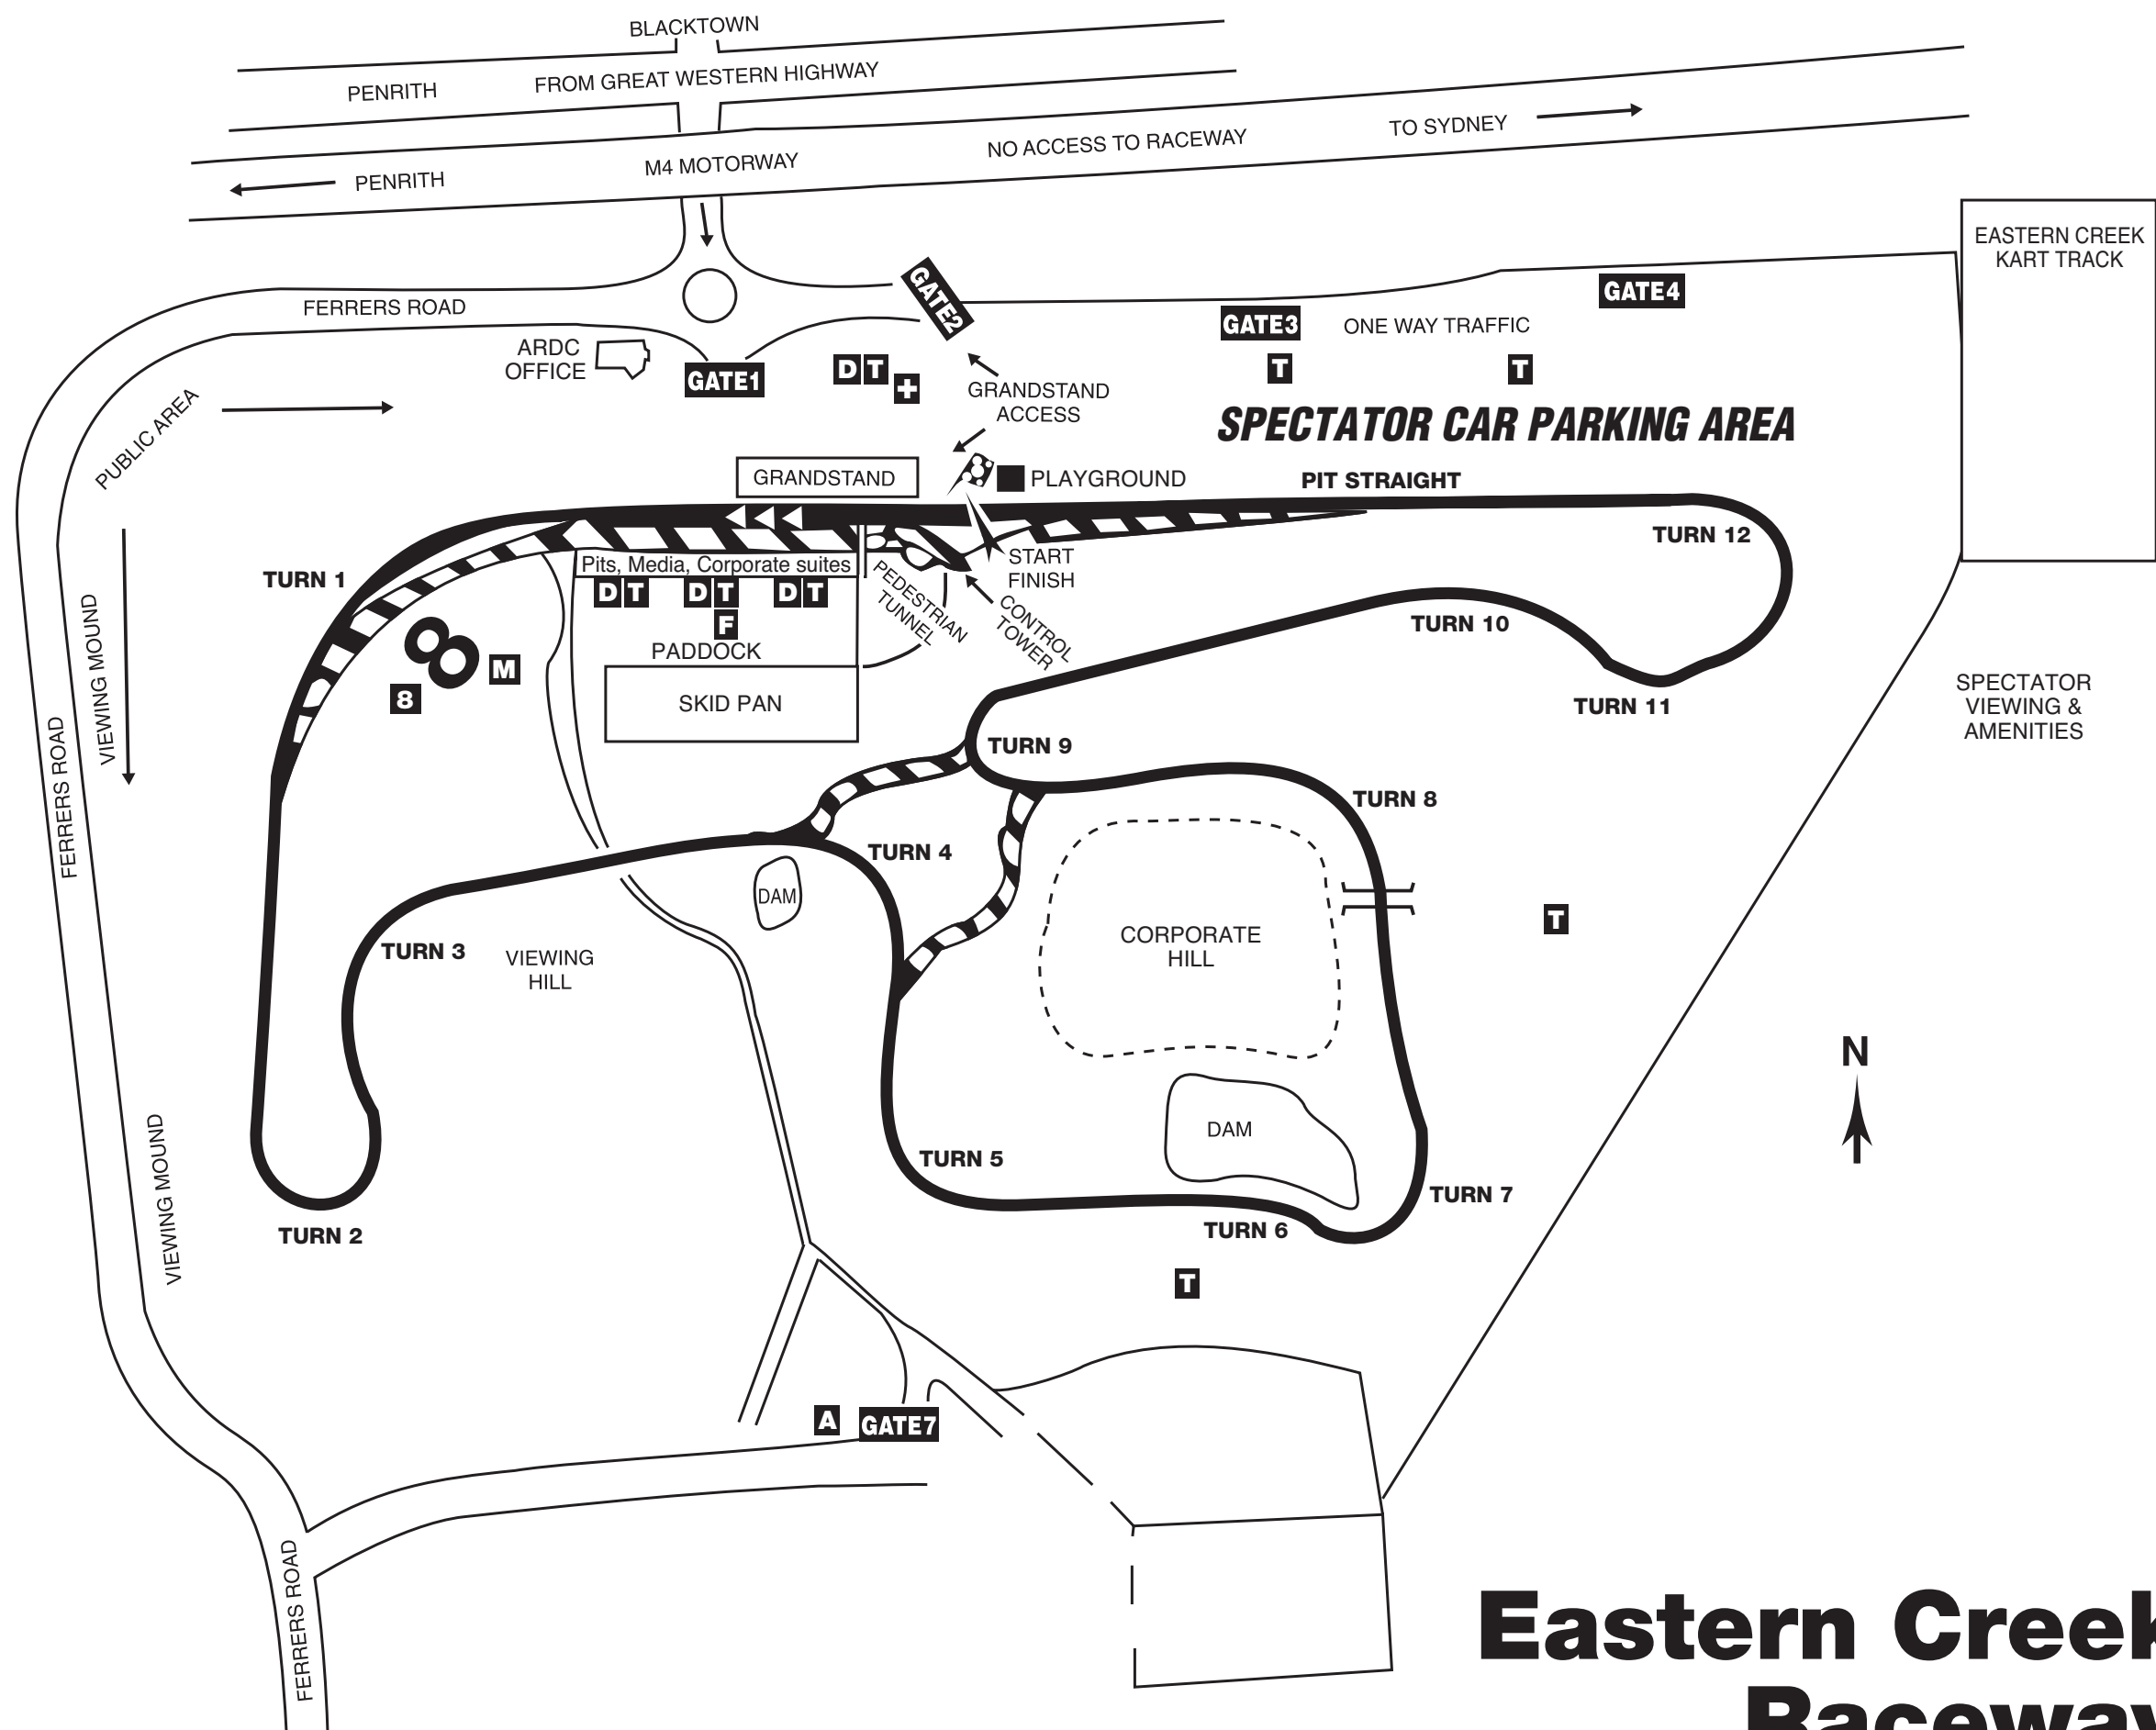 BLACKTOWN
PENRITH
FROM GREAT WESTERN HIGHWAY
PENRITH
M4 MOTORWAY
NO ACCESS TO RACEWAY
TO SYDNEY
EASTERN CREEK
KART TRACK
FERRERS ROAD
GATE2
GATE3
ONE WAY TRAFFIC
GATE4
ARDC
OFFICE
GATE1
D T
+
T
T
GRANDSTAND
ACCESS
PUBLIC AREA
SPECTATOR CAR PARKING AREA
GRANDSTAND
PLAYGROUND
PIT STRAIGHT
TURN 12
TURN 1
Pits, Media, Corporate suites
START
FINISH
D T
D T
D T
F
PEDESTRIAN
TUNNEL
CONTROL
TOWER
PADDOCK
8
M
8
SKID PAN
VIEWING MOUND
FERRERS ROAD
TURN 10
TURN 11
SPECTATOR
VIEWING &
AMENITIES
TURN 9
TURN 8
TURN 4
DAM
TURN 3
VIEWING
HILL
CORPORATE
HILL
T
N
DAM
TURN 5
TURN 7
TURN 6
TURN 2
VIEWING MOUND
T
A
GATE7
FERRERS ROAD
Eastern Creek
Raceway